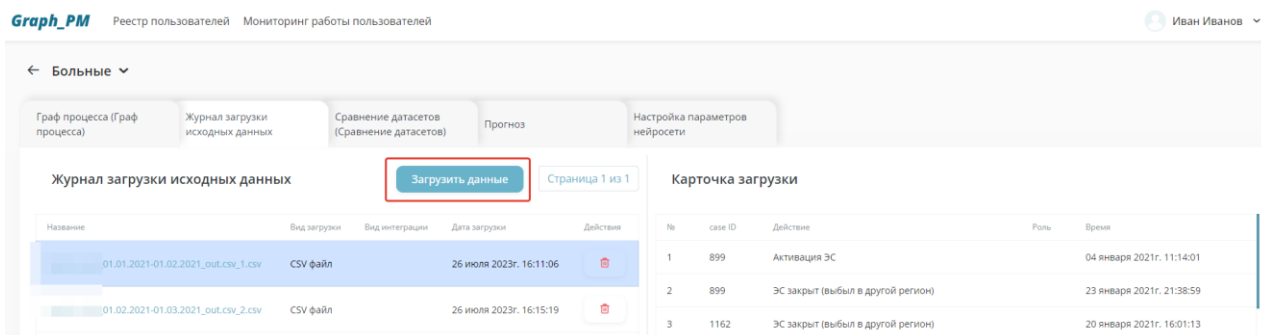 Graph_PM Реестр пользователей Мониторинг работы пользователей Иван Иванов
← Больные
Граф процесса (Граф процесса)
Журнал загрузки исходных данных
Сравнение датасетов (Сравнение датасетов)
Прогноз
Настройка параметров нейросети
Журнал загрузки исходных данных Загрузить данные Страница 1 из 1
Название Вид загрузки Вид интеграции Дата загрузки Действия
01.01.2021-01.02.2021_out.csv_1.csv CSV файл 26 июля 2023г. 16:11:06
01.02.2021-01.03.2021_out.csv_2.csv CSV файл 26 июля 2023г. 16:15:19
Карточка загрузки
№ case ID Действие Роль Время
1 899 Активация ЭС 04 января 2021г. 11:14:01
2 899 ЭС закрыт (выбыл в другой регион) 23 января 2021г. 21:38:59
3 1162 ЭС закрыт (выбыл в другой регион) 20 января 2021г. 16:01:13